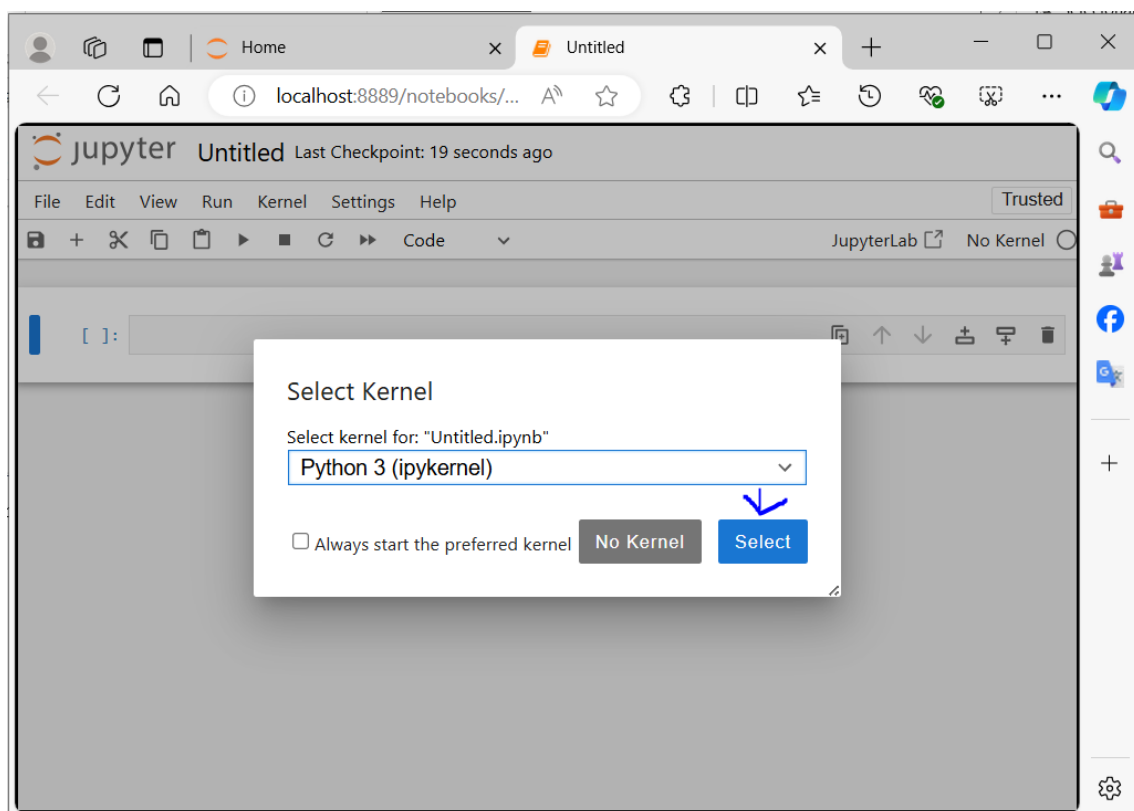 Home
Untitled
localhost:8889/notebooks/...
jupyter Untitled Last Checkpoint: 19 seconds ago
File Edit View Run Kernel Settings Help
Trusted
Code
JupyterLab
No Kernel
[ ]:
Select Kernel
Select kernel for: "Untitled.ipynb"
Python 3 (ipykernel)
Always start the preferred kernel
No Kernel
Select